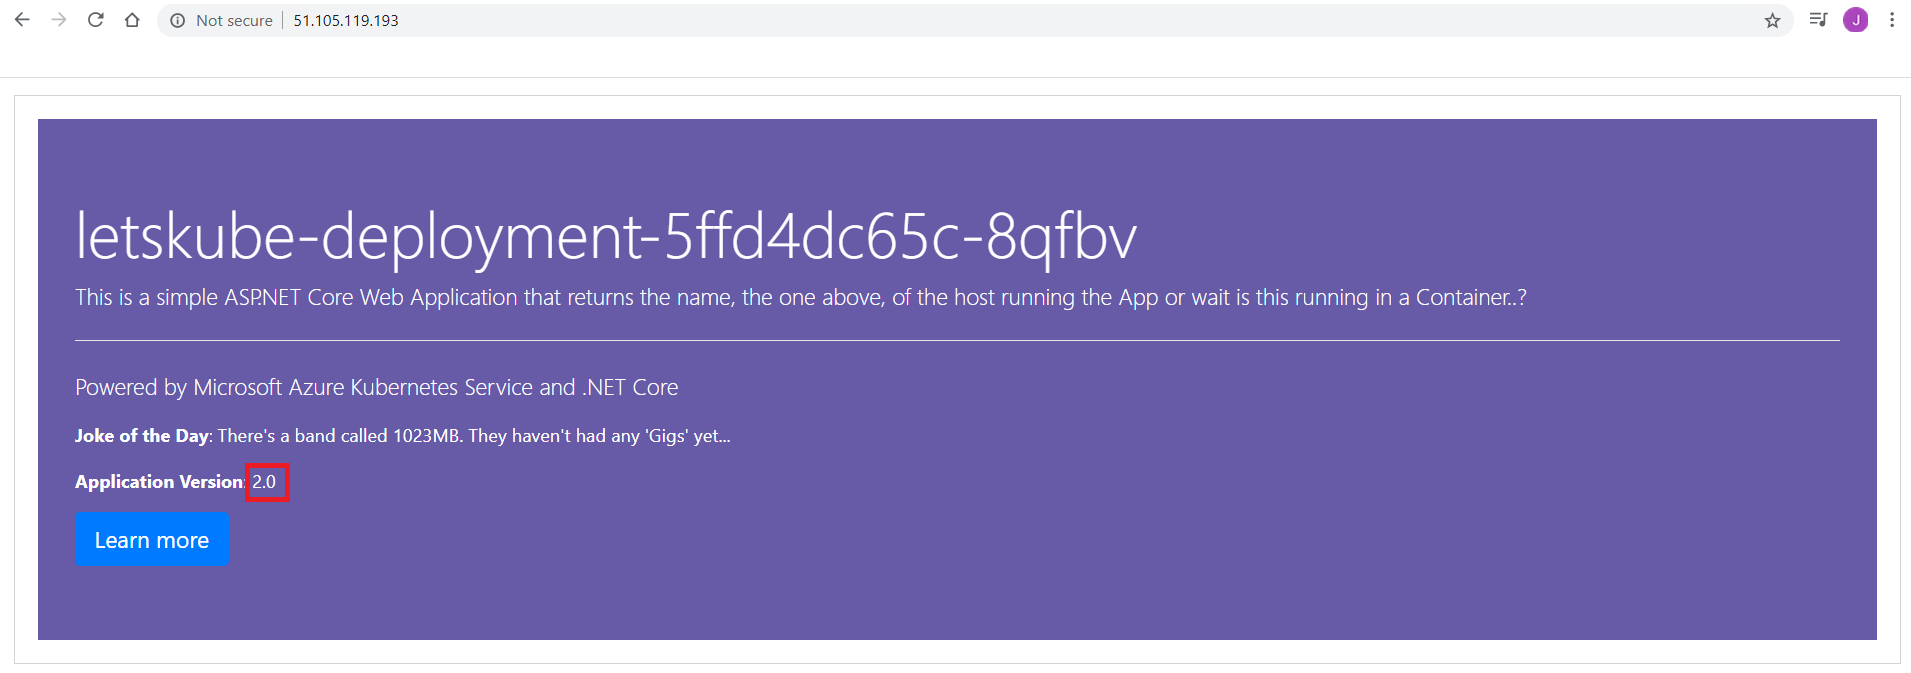 Not secure | 51.105.119.193
J
letskube-deployment-5ffd4dc65c-8qfbv
This is a simple ASP.NET Core Web Application that returns the name, the one above, of the host running the App or wait is this running in a Container..?
Powered by Microsoft Azure Kubernetes Service and .NET Core
Joke of the Day: There's a band called 1023MB. They haven't had any 'Gigs' yet...
Application Version: 2.0
Learn more